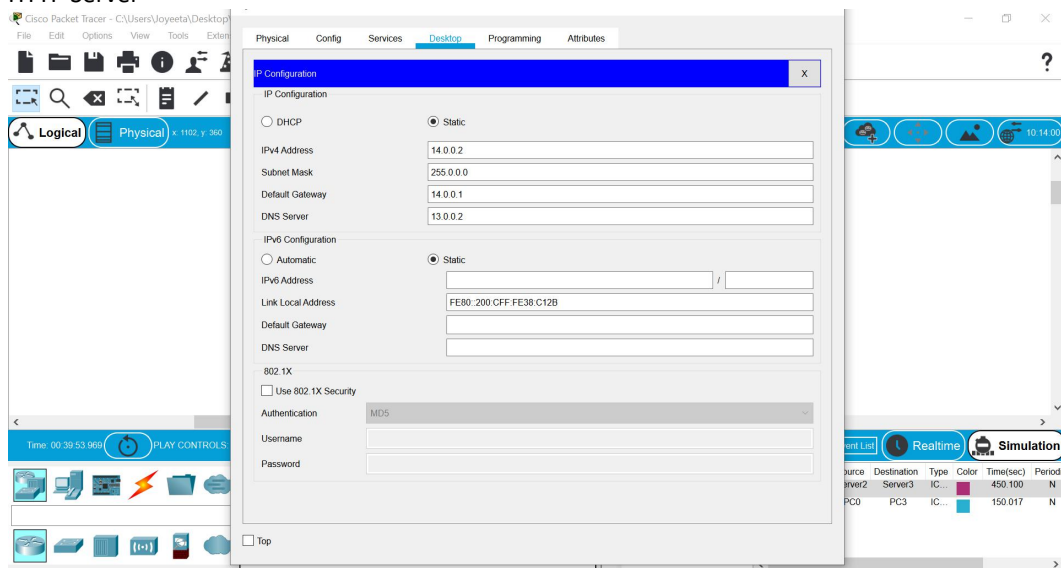 Cisco Packet Tracer - C:\Users\Joyeeta\Desktop\
File Edit Options View Tools Exten
Physical Config Services Desktop Programming Attributes
?
IP Configuration X
IP Configuration
Logical Physical x: 1102, y: 360 10:14:00
DHCP Static
IPv4 Address 14.0.0.2
Subnet Mask 255.0.0.0
Default Gateway 14.0.0.1
DNS Server 13.0.0.2
IPv6 Configuration
Automatic Static
IPv6 Address /
Link Local Address FE80::200:CFF:FE38:C12B
Default Gateway
DNS Server
802.1X
Use 802.1X Security
Authentication MD5
Time: 00:39:53.969 PLAY CONTROLS: Username ent List Realtime Simulation
Password
Destination Type Color Time(sec) Period
Server3 IC... 450.100 N
PC0 PC3 IC... 150.017 N
Top